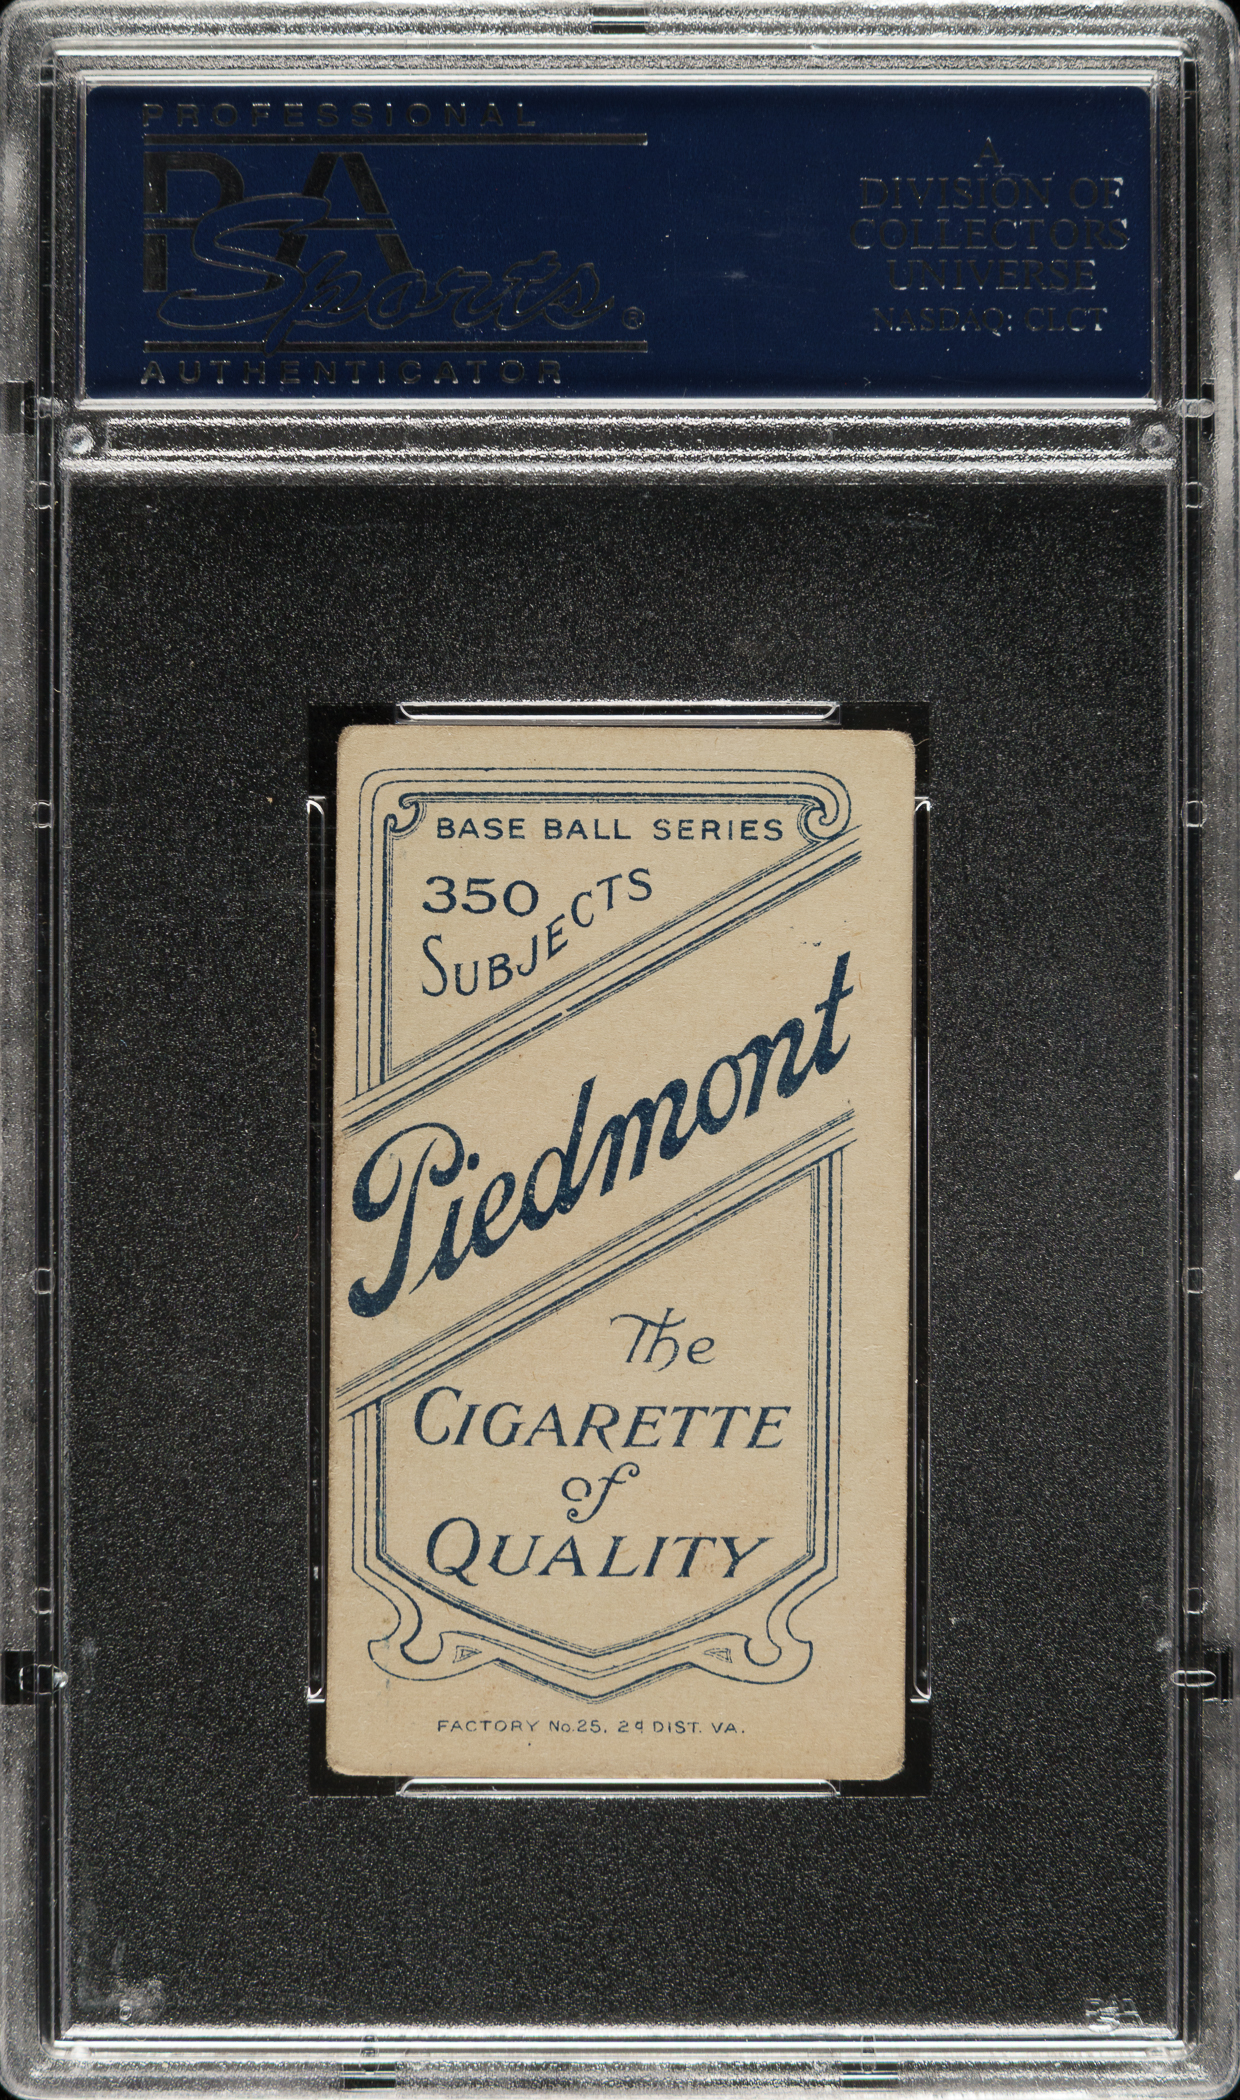 PROFESSIONAL
PSA
Sports®
AUTHENTICATOR
A
DIVISION OF
COLLECTORS
UNIVERSE
NASDAQ: CLCT
BASE BALL SERIES
350
SUBJECTS
Piedmont
The
CIGARETTE
of
QUALITY
FACTORY No. 25, 2d DIST. VA.
PSA